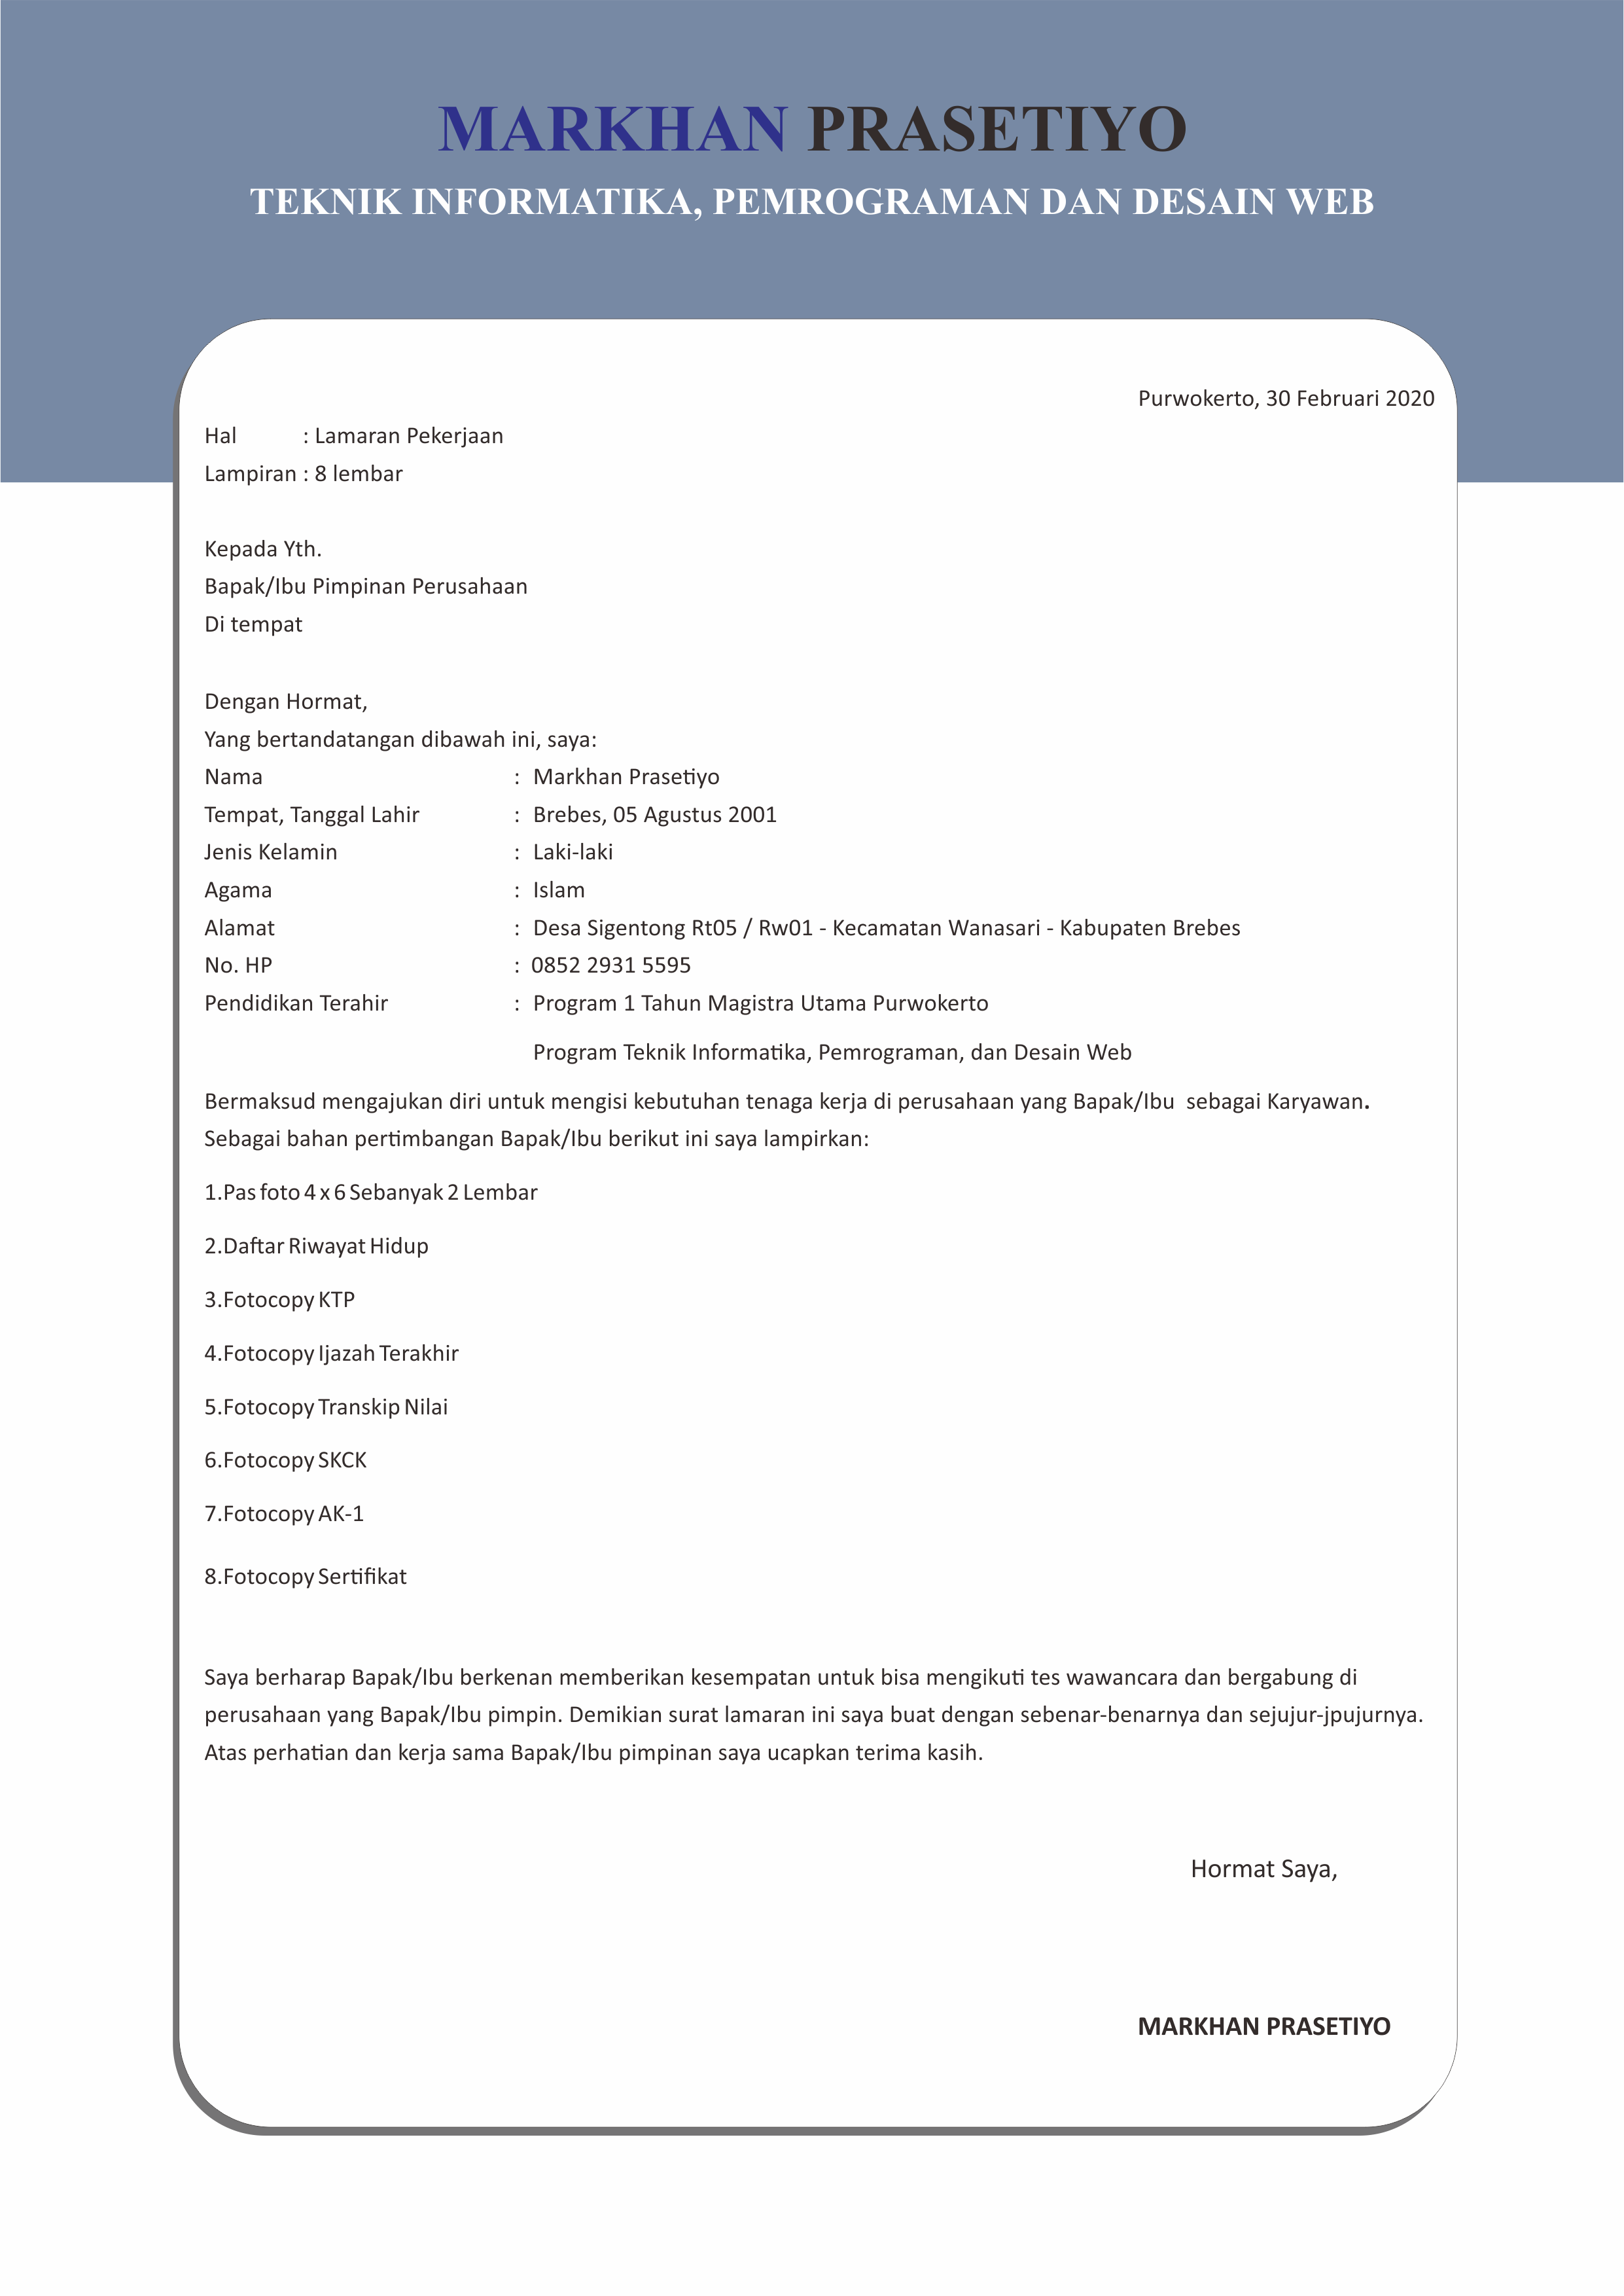 MARKHAN PRASETIYO
TEKNIK INFORMATIKA, PEMROGRAMAN DAN DESAIN WEB
Purwokerto, 30 Februari 2020
Hal : Lamaran Pekerjaan
Lampiran : 8 lembar
Kepada Yth.
Bapak/Ibu Pimpinan Perusahaan
Di tempat
Dengan Hormat,
Yang bertandatangan dibawah ini, saya:
Nama : Markhan Prasetiyo
Tempat, Tanggal Lahir : Brebes, 05 Agustus 2001
Jenis Kelamin : Laki-laki
Agama : Islam
Alamat : Desa Sigentong Rt05 / Rw01 - Kecamatan Wanasari - Kabupaten Brebes
No. HP : 0852 2931 5595
Pendidikan Terahir : Program 1 Tahun Magistra Utama Purwokerto
Program Teknik Informatika, Pemrograman, dan Desain Web
Bermaksud mengajukan diri untuk mengisi kebutuhan tenaga kerja di perusahaan yang Bapak/Ibu sebagai Karyawan.
Sebagai bahan pertimbangan Bapak/Ibu berikut ini saya lampirkan:
1.Pas foto 4 x 6 Sebanyak 2 Lembar
2.Daftar Riwayat Hidup
3.Fotocopy KTP
4.Fotocopy Ijazah Terakhir
5.Fotocopy Transkip Nilai
6.Fotocopy SKCK
7.Fotocopy AK-1
8.Fotocopy Sertifikat
Saya berharap Bapak/Ibu berkenan memberikan kesempatan untuk bisa mengikuti tes wawancara dan bergabung di
perusahaan yang Bapak/Ibu pimpin. Demikian surat lamaran ini saya buat dengan sebenar-benarnya dan sejujur-jpujurnya.
Atas perhatian dan kerja sama Bapak/Ibu pimpinan saya ucapkan terima kasih.
Hormat Saya,
MARKHAN PRASETIYO